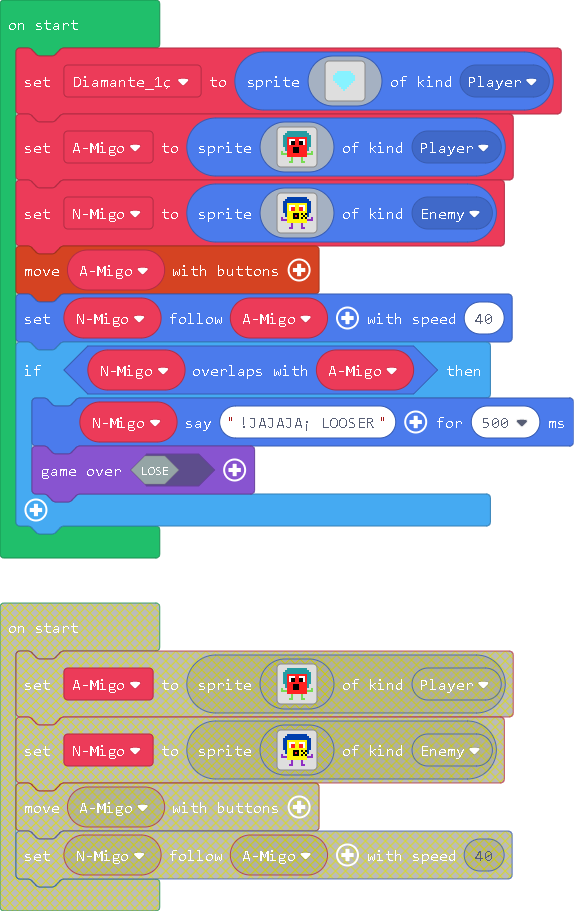 on start
set Diamante_1ç to sprite of kind Player
set A-Migo to sprite of kind Player
set N-Migo to sprite of kind Enemy
move A-Migo with buttons
set N-Migo follow A-Migo with speed 40
if N-Migo overlaps with A-Migo then
N-Migo say "!JAJAJA¡ LOOSER" for 500 ms
game over LOSE
on start
set A-Migo to sprite of kind Player
set N-Migo to sprite of kind Enemy
move A-Migo with buttons
set N-Migo follow A-Migo with speed 40